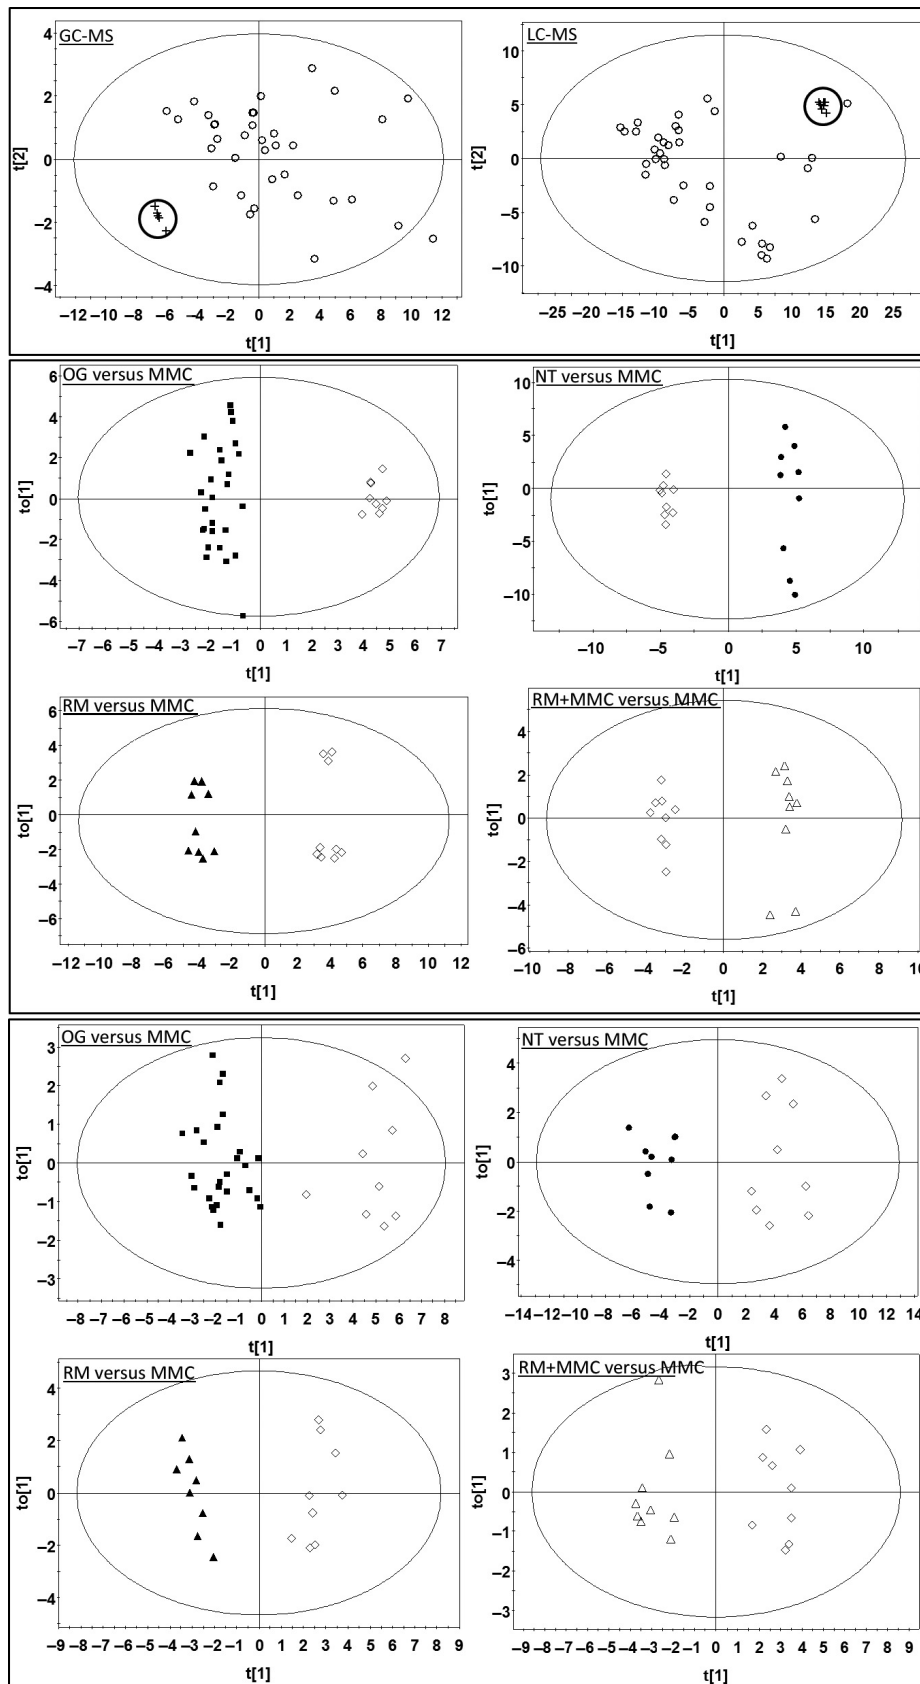 GC-MS
4
2
0
–2
–4
t[2]
–12 –10 –8 –6 –4 –2 0 2 4 6 8 10 12
t[1]
LC-MS
10
5
0
–5
–10
t[2]
–25 –20 –15 –10 –5 0 5 10 15 20 25
t[1]
OG versus MMC
6
4
2
0
–2
–4
–6
to[1]
–7 –6 –5 –4 –3 –2 –1 0 1 2 3 4 5 6 7
t[1]
NT versus MMC
10
5
0
–5
–10
to[1]
–10 –5 0 5 10
t[1]
RM versus MMC
6
4
2
0
–2
–4
–6
to[1]
–12 –10 –8 –6 –4 –2 0 2 4 6 8 10 12
t[1]
RM+MMC versus MMC
4
2
0
–2
–4
–6
to[1]
–10 –8 –6 –4 –2 0 2 4 6 8 10
t[1]
OG versus MMC
3
2
1
0
–1
–2
–3
to[1]
–8 –7 –6 –5 –4 –3 –2 –1 0 1 2 3 4 5 6 7 8
t[1]
NT versus MMC
4
2
0
–2
–4
to[1]
–14 –10 –8 –6 –4 –2 0 2 4 6 8 10 12 14
t[1]
RM versus MMC
4
2
0
–2
–4
to[1]
–9 –8 –7 –6 –5 –4 –3 –2 –1 0 1 2 3 4 5 6 7 8 9
t[1]
RM+MMC versus MMC
3
2
1
0
–1
–2
–3
to[1]
–9 –8 –7 –6 –5 –4 –3 –2 –1 0 1 2 3 4 5 6 7 8 9
t[1]